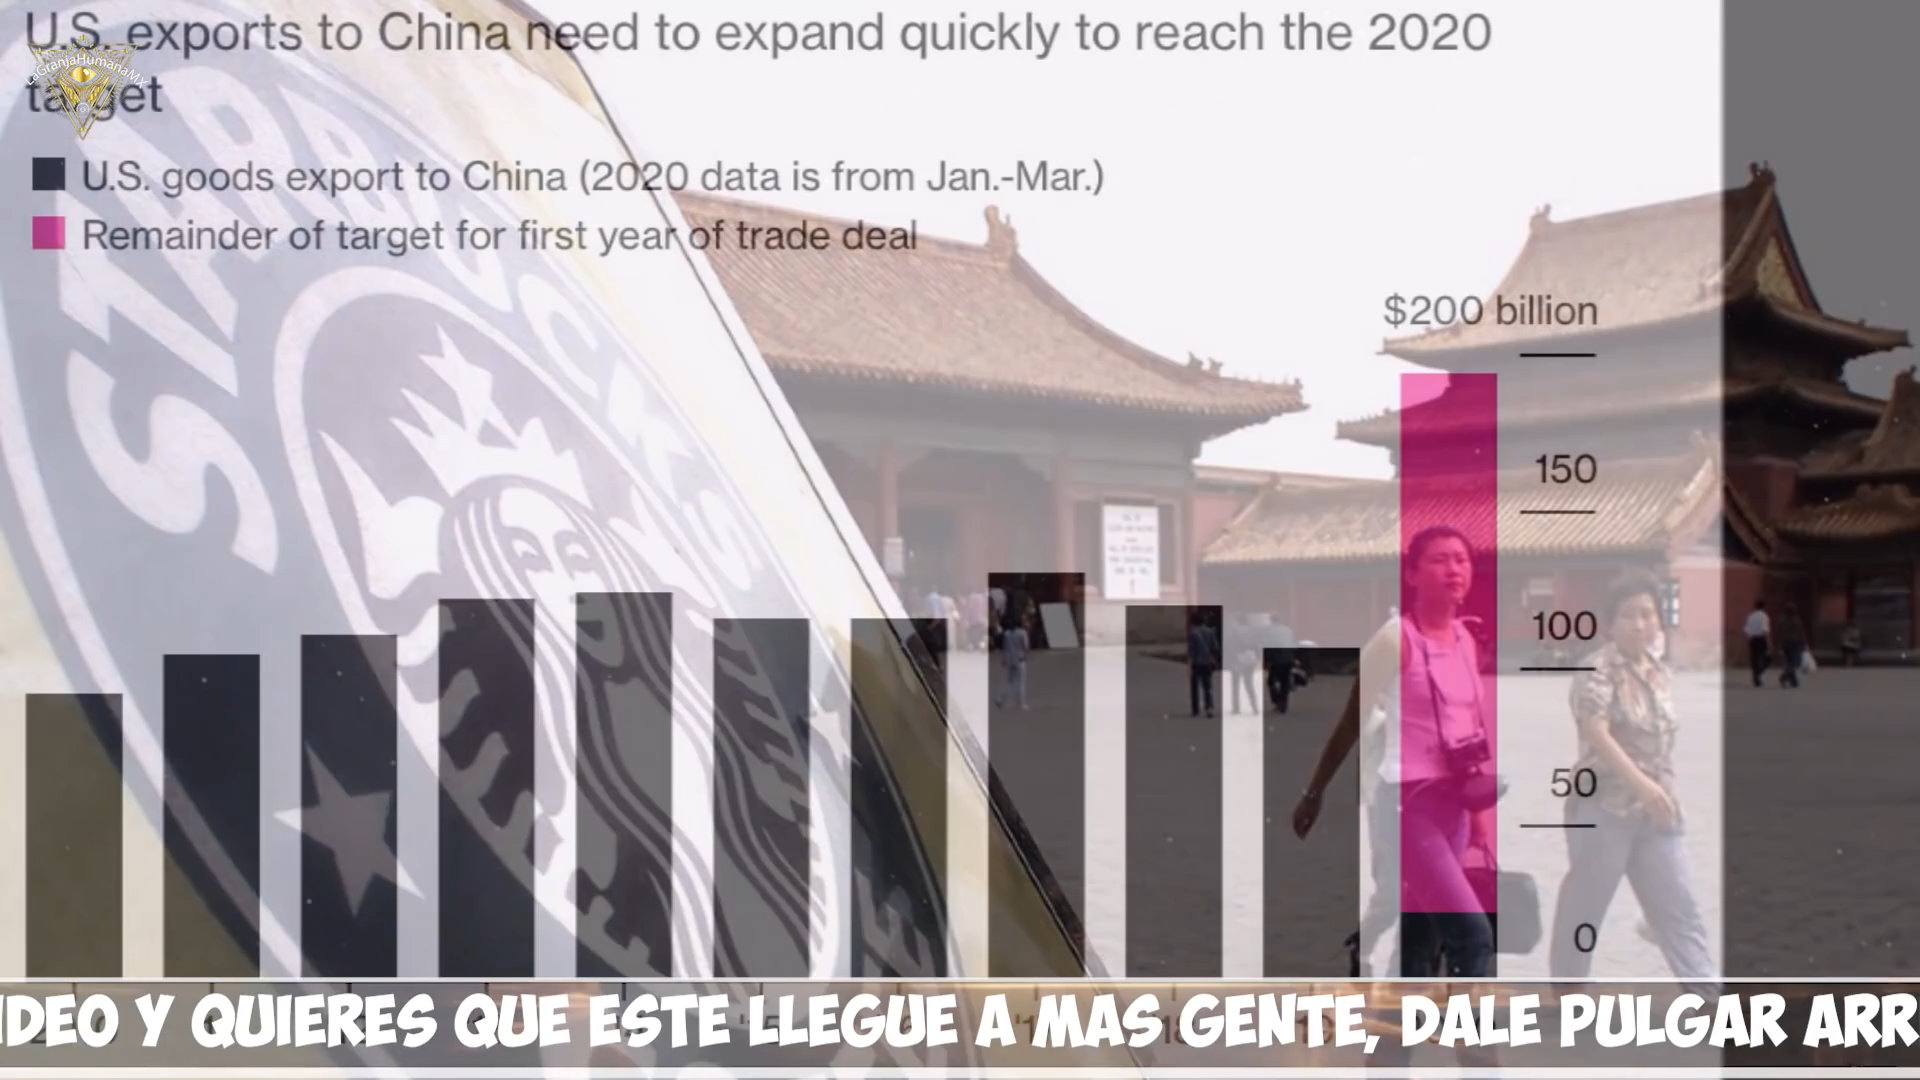 U.S. exports to China need to expand quickly to reach the 2020
target
LaGranjaHumanaMX
U.S. goods export to China (2020 data is from Jan.-Mar.)
Remainder of target for first year of trade deal
$200 billion
150
100
50
0
STARBUCKS
IDEO Y QUIERES QUE ESTE LLEGUE A MAS GENTE, DALE PULGAR ARR